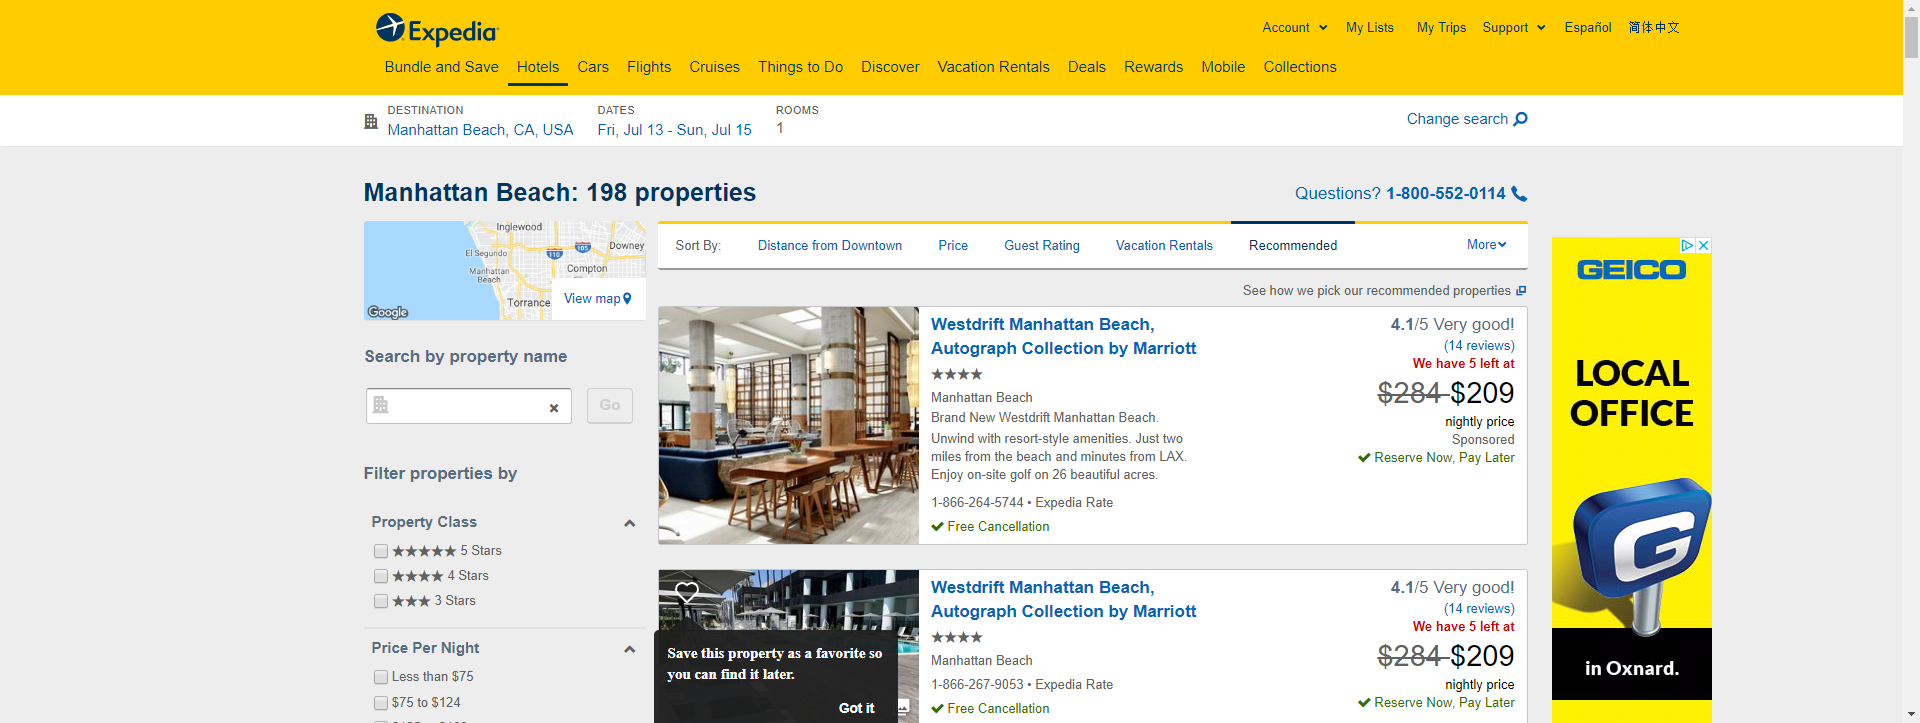 Expedia
Account
My Lists
My Trips
Support
Español
简体中文
Bundle and Save
Hotels
Cars
Flights
Cruises
Things to Do
Discover
Vacation Rentals
Deals
Rewards
Mobile
Collections
DESTINATION
Manhattan Beach, CA, USA
DATES
Fri, Jul 13 - Sun, Jul 15
ROOMS
1
Change search
Manhattan Beach: 198 properties
Questions? 1-800-552-0114
Inglewood
El Segundo
Manhattan
Beach
105
110
Downey
Compton
Torrance
Google
View map
Search by property name
Go
Filter properties by
Property Class
5 Stars
4 Stars
3 Stars
Price Per Night
Less than $75
$75 to $124
Sort By:
Distance from Downtown
Price
Guest Rating
Vacation Rentals
Recommended
More
See how we pick our recommended properties
Westdrift Manhattan Beach,
Autograph Collection by Marriott
Manhattan Beach
Brand New Westdrift Manhattan Beach.
Unwind with resort-style amenities. Just two
miles from the beach and minutes from LAX.
Enjoy on-site golf on 26 beautiful acres.
1-866-264-5744 • Expedia Rate
Free Cancellation
4.1/5 Very good!
(14 reviews)
We have 5 left at
$284 $209
nightly price
Sponsored
Reserve Now, Pay Later
Save this property as a favorite so
you can find it later.
Got it
Westdrift Manhattan Beach,
Autograph Collection by Marriott
Manhattan Beach
1-866-267-9053 • Expedia Rate
Free Cancellation
4.1/5 Very good!
(14 reviews)
We have 5 left at
$284 $209
nightly price
Reserve Now, Pay Later
GEICO
LOCAL
OFFICE
G
in Oxnard.